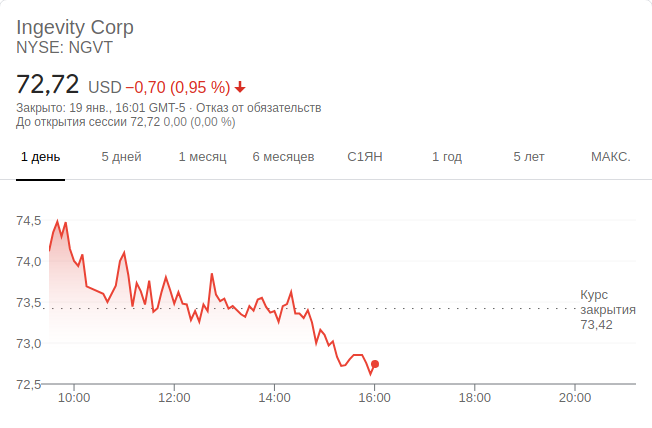 Ingevity Corp
NYSE: NGVT
72,72 USD −0,70 (0,95 %)
Закрыто: 19 янв., 16:01 GMT-5 · Отказ от обязательств
До открытия сессии 72,72 0,00 (0,00 %)
1 день 5 дней 1 месяц 6 месяцев С1ЯН 1 год 5 лет МАКС.
74,5
74,0
73,5
73,0
72,5
Курс
закрытия
73,42
10:00 12:00 14:00 16:00 18:00 20:00